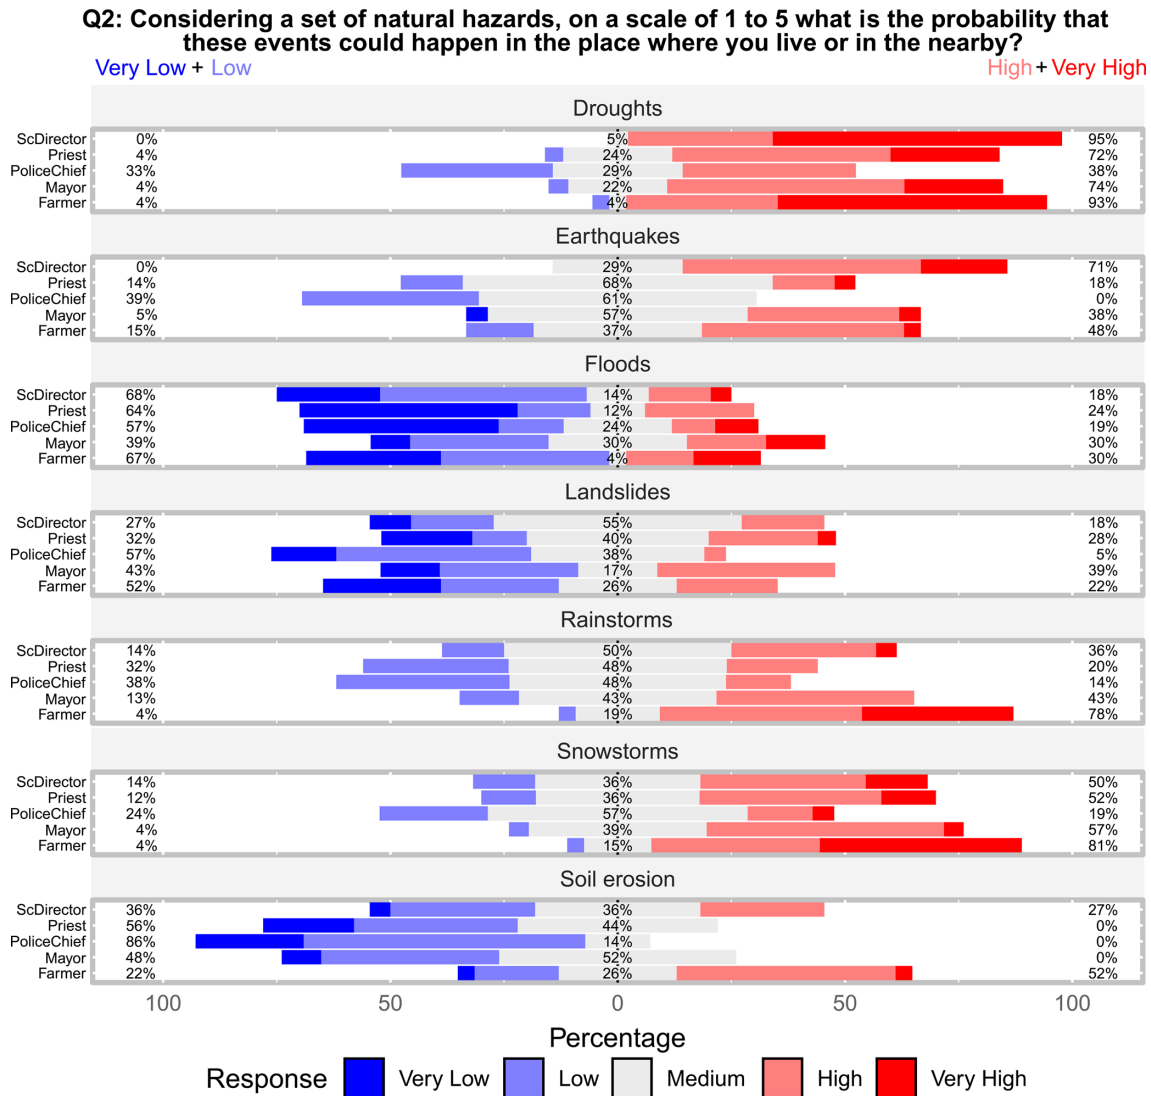 Q2: Considering a set of natural hazards, on a scale of 1 to 5 what is the probability that
these events could happen in the place where you live or in the nearby?
Very Low + Low High + Very High
Droughts
ScDirector 0% 5% 95%
Priest 4% 24% 72%
PoliceChief 33% 29% 38%
Mayor 4% 22% 74%
Farmer 4% 4% 93%
Earthquakes
ScDirector 0% 29% 71%
Priest 14% 68% 18%
PoliceChief 39% 61% 0%
Mayor 5% 57% 38%
Farmer 15% 37% 48%
Floods
ScDirector 68% 14% 18%
Priest 64% 12% 24%
PoliceChief 57% 24% 19%
Mayor 39% 30% 30%
Farmer 67% 4% 30%
Landslides
ScDirector 27% 55% 18%
Priest 32% 40% 28%
PoliceChief 57% 38% 5%
Mayor 43% 17% 39%
Farmer 52% 26% 22%
Rainstorms
ScDirector 14% 50% 36%
Priest 32% 48% 20%
PoliceChief 38% 48% 14%
Mayor 13% 43% 43%
Farmer 4% 19% 78%
Snowstorms
ScDirector 14% 36% 50%
Priest 12% 36% 52%
PoliceChief 24% 57% 19%
Mayor 4% 39% 57%
Farmer 4% 15% 81%
Soil erosion
ScDirector 36% 36% 27%
Priest 56% 44% 0%
PoliceChief 86% 14% 0%
Mayor 48% 52% 0%
Farmer 22% 26% 52%
100 50 0 50 100
Percentage
Response Very Low Low Medium High Very High